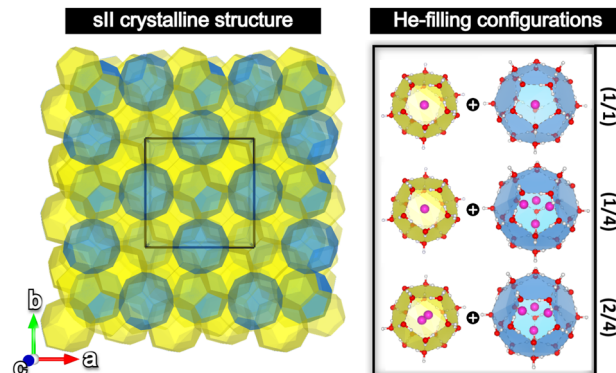 sII crystalline structure
He-filling configurations
(1/1)
(1/4)
(2/4)
b
a
c